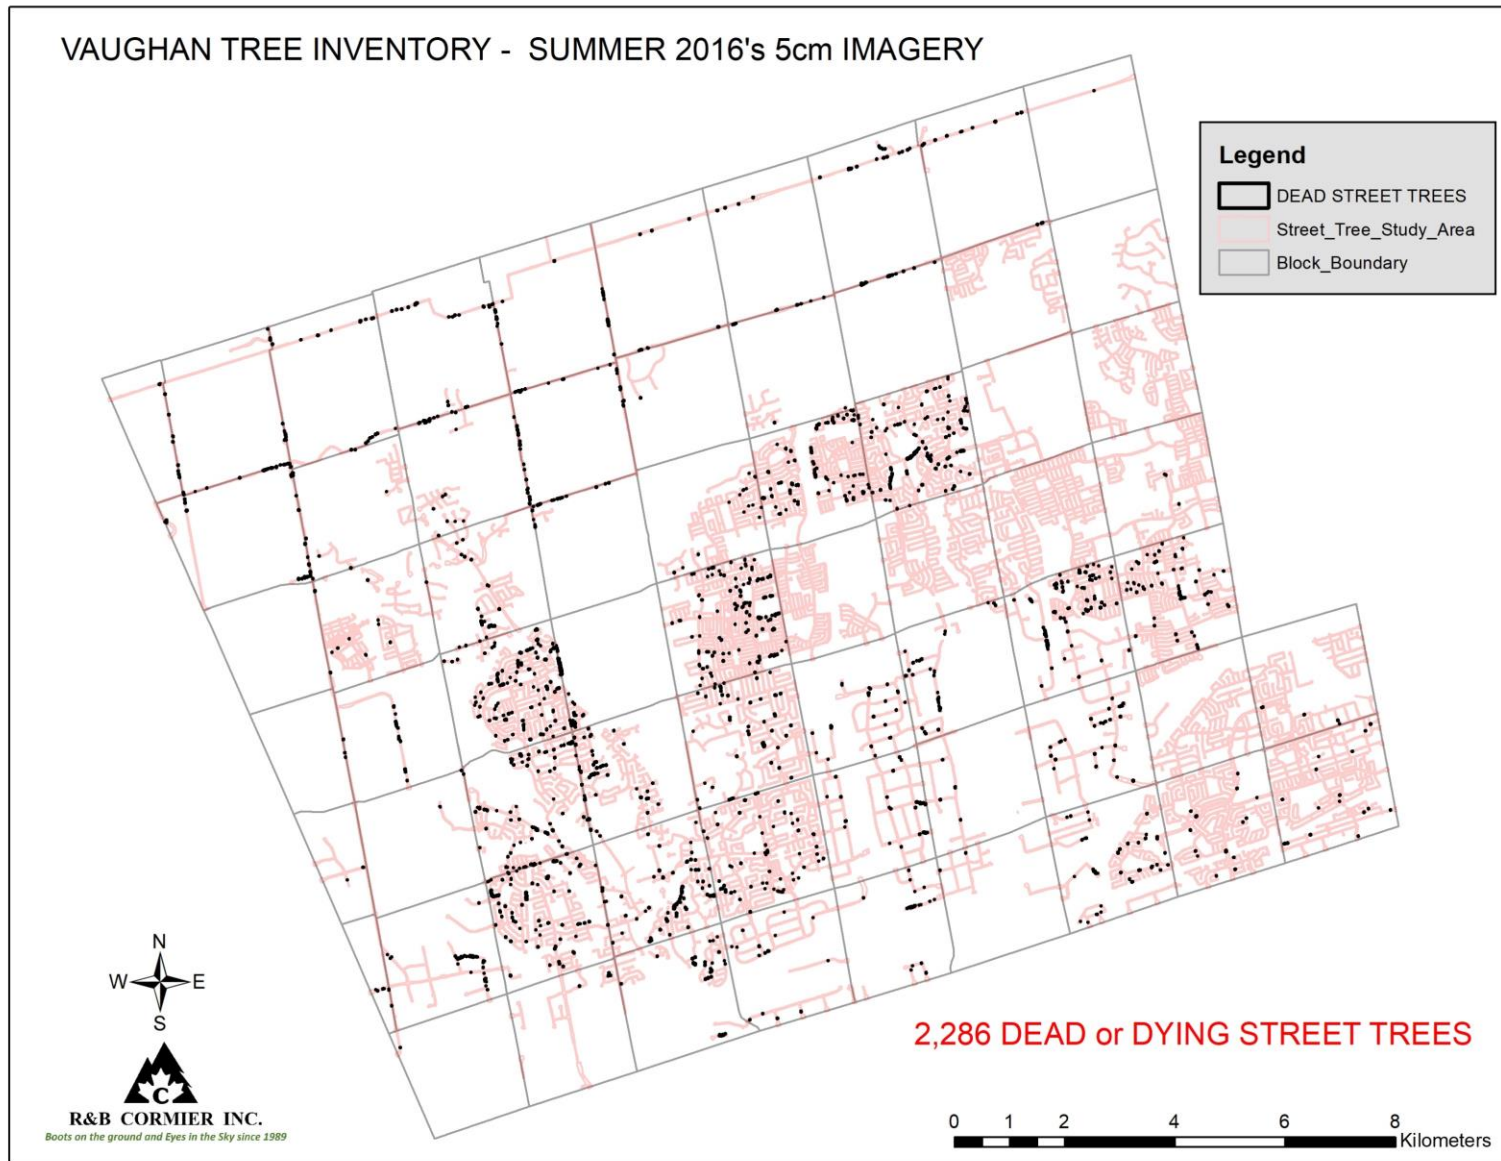 VAUGHAN TREE INVENTORY - SUMMER 2016's 5cm IMAGERY
Legend
DEAD STREET TREES
Street_Tree_Study_Area
Block_Boundary
N
W E
S
C
R&B CORMIER INC.
Boots on the ground and Eyes in the Sky since 1989
2,286 DEAD or DYING STREET TREES
0 1 2 4 6 8
Kilometers